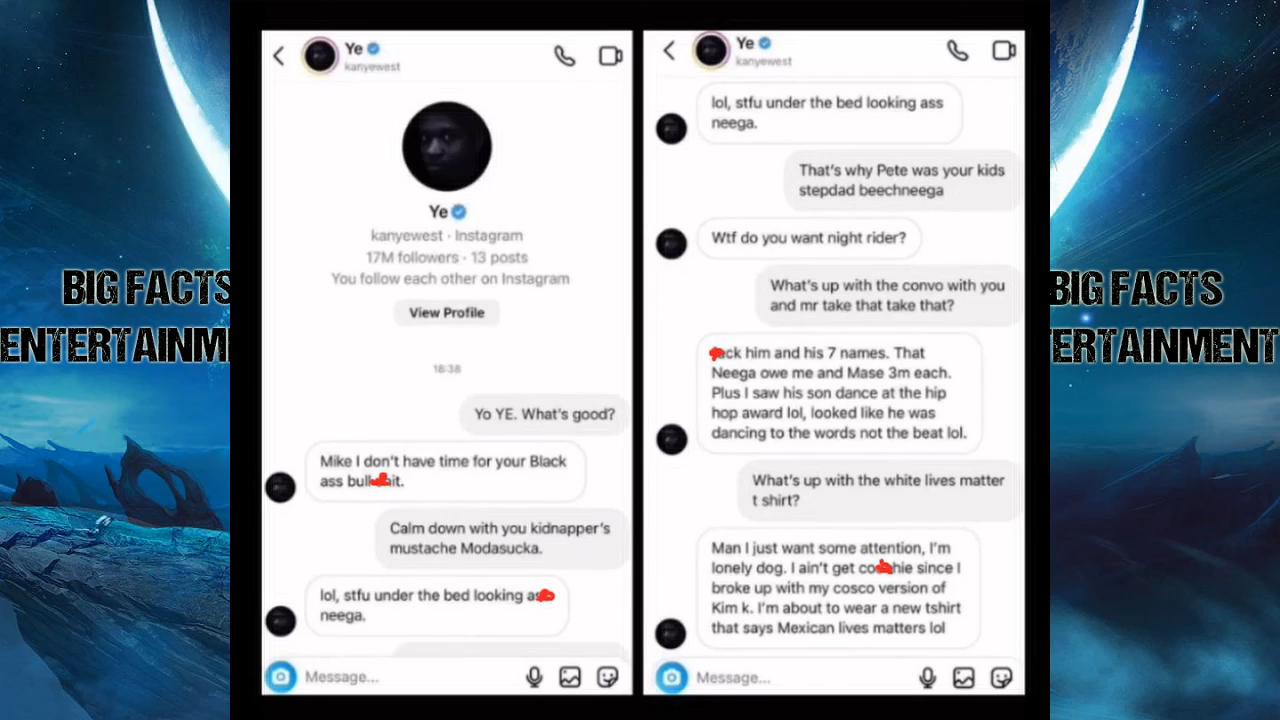 BIG FACTS
ENTERTAINM
Ye
kanyewest
Ye
kanyewest · Instagram
17M followers · 13 posts
You follow each other on Instagram
View Profile
18:38
Yo YE. What's good?
Mike I don't have time for your Black
ass bull it.
Calm down with you kidnapper's
mustache Modasucka.
lol, stfu under the bed looking as
neega.
Message...
Ye
kanyewest
lol, stfu under the bed looking ass
neega.
That's why Pete was your kids
stepdad beechneega
Wtf do you want night rider?
What's up with the convo with you
and mr take that take that?
ck him and his 7 names. That
Neega owe me and Mase 3m each.
Plus I saw his son dance at the hip
hop award lol, looked like he was
dancing to the words not the beat lol.
What's up with the white lives matter
t shirt?
Man I just want some attention, I'm
lonely dog. I ain't get co hie since I
broke up with my cosco version of
Kim k. I'm about to wear a new tshirt
that says Mexican lives matters lol
Message...
BIG FACTS
ERTAINMENT